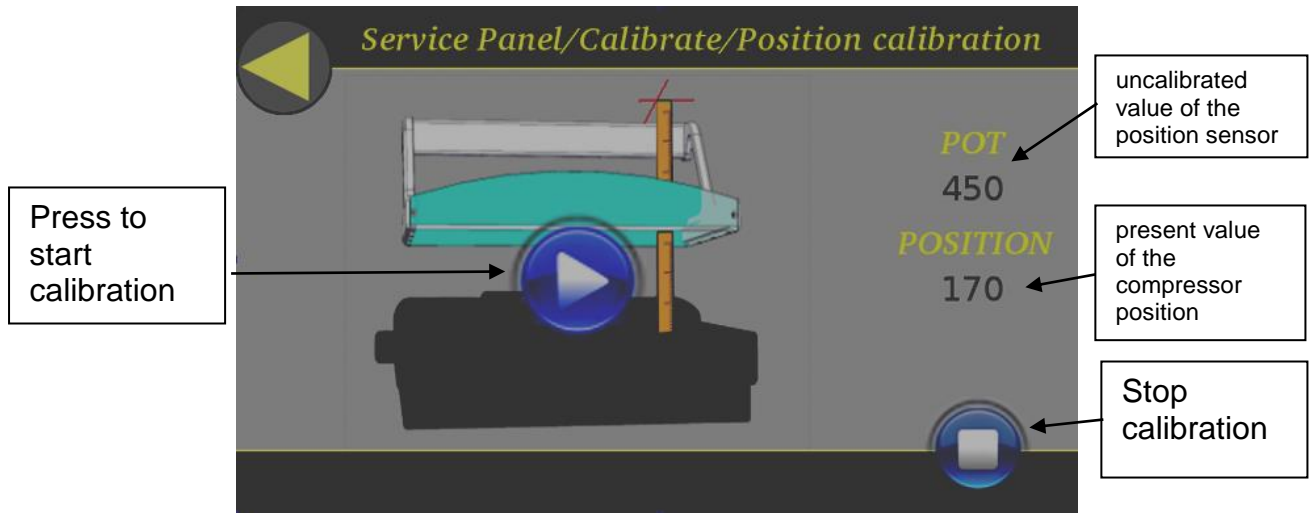 Service Panel/Calibrate/Position calibration
uncalibrated
value of the
position sensor
POT
450
Press to
start
calibration
POSITION
170
present value
of the
compressor
position
Stop
calibration